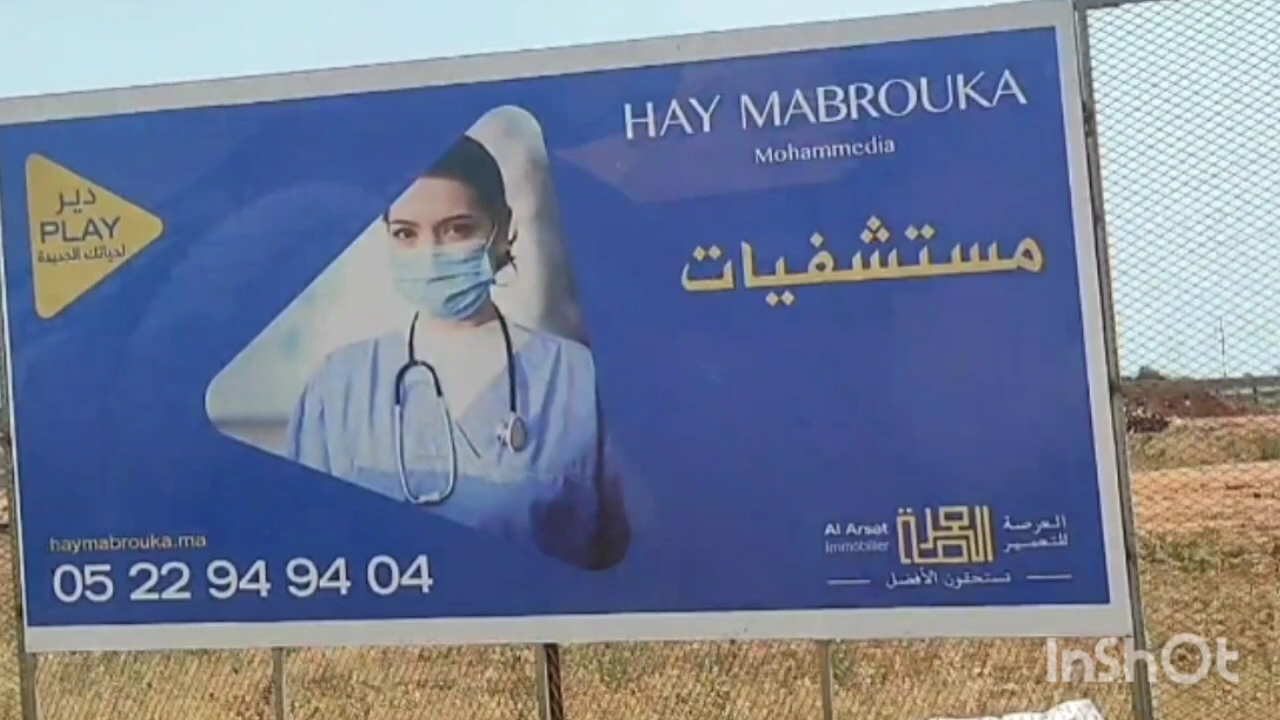 HAY MABROUKA
Mohammedia
دير
PLAY
لحياتك الجديدة
مستشفيات
haymabrouka.ma
05 22 94 94 04
Al Arsat
Immobilier
العرصة
للتعمير
تستحقون الأفضل
InShOt